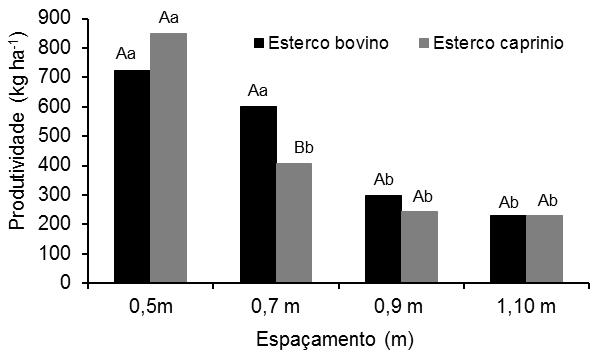 900
800
700
600
500
400
300
200
100
0
Produtividade (kg ha-1)
Esterco bovino
Esterco caprinio
Aa
Aa
Aa
Bb
Ab
Ab
Ab
Ab
0,5m
0,7 m
0,9 m
1,10 m
Espaçamento (m)